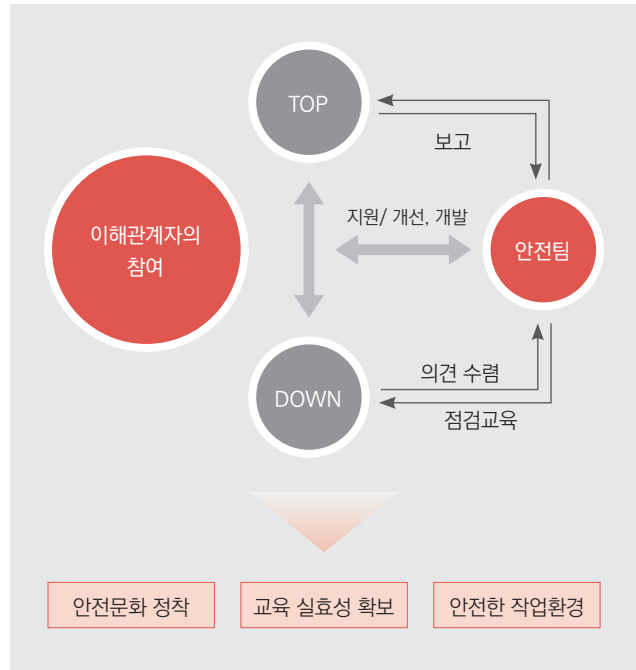 TOP
보고
이해관계자의
참여
지원/ 개선, 개발
안전팀
DOWN
의견 수렴
점검교육
안전문화 정착
교육 실효성 확보
안전한 작업환경